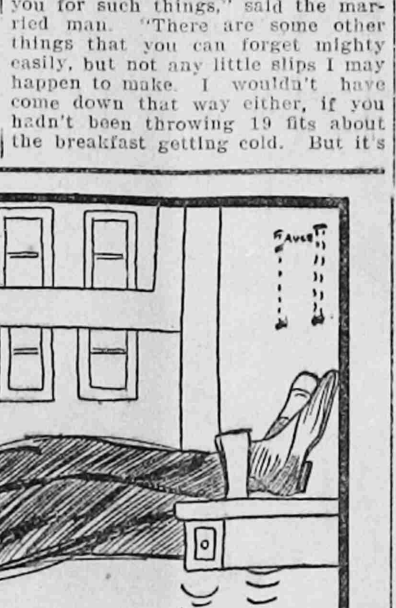 you for such things," said the mar-
ried man. "There are some other
things that you can forget mighty
easily, but not any little slips I may
happen to make. I wouldn't have
come down that way either, if you
hadn't been throwing 19 fits about
the breakfast getting cold. But it's